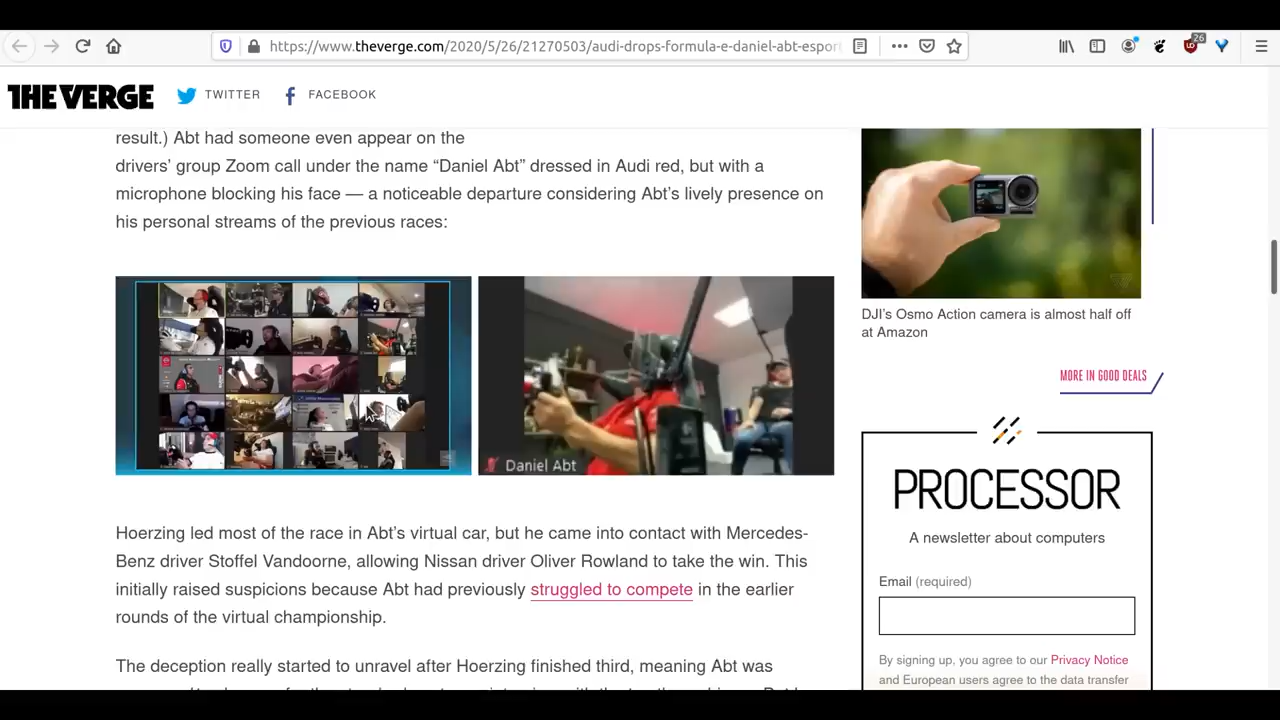 26
https://www.theverge.com/2020/5/26/21270503/audi-drops-formula-e-daniel-abt-espor
THE VERGE
TWITTER
FACEBOOK
result.) Abt had someone even appear on the
drivers’ group Zoom call under the name “Daniel Abt” dressed in Audi red, but with a
microphone blocking his face — a noticeable departure considering Abt’s lively presence on
his personal streams of the previous races:
Daniel Abt
Hoerzing led most of the race in Abt’s virtual car, but he came into contact with Mercedes-
Benz driver Stoffel Vandoorne, allowing Nissan driver Oliver Rowland to take the win. This
initially raised suspicions because Abt had previously struggled to compete in the earlier
rounds of the virtual championship.
The deception really started to unravel after Hoerzing finished third, meaning Abt was
DJI’s Osmo Action camera is almost half off
at Amazon
MORE IN GOOD DEALS
PROCESSOR
A newsletter about computers
Email (required)
By signing up, you agree to our Privacy Notice
and European users agree to the data transfer